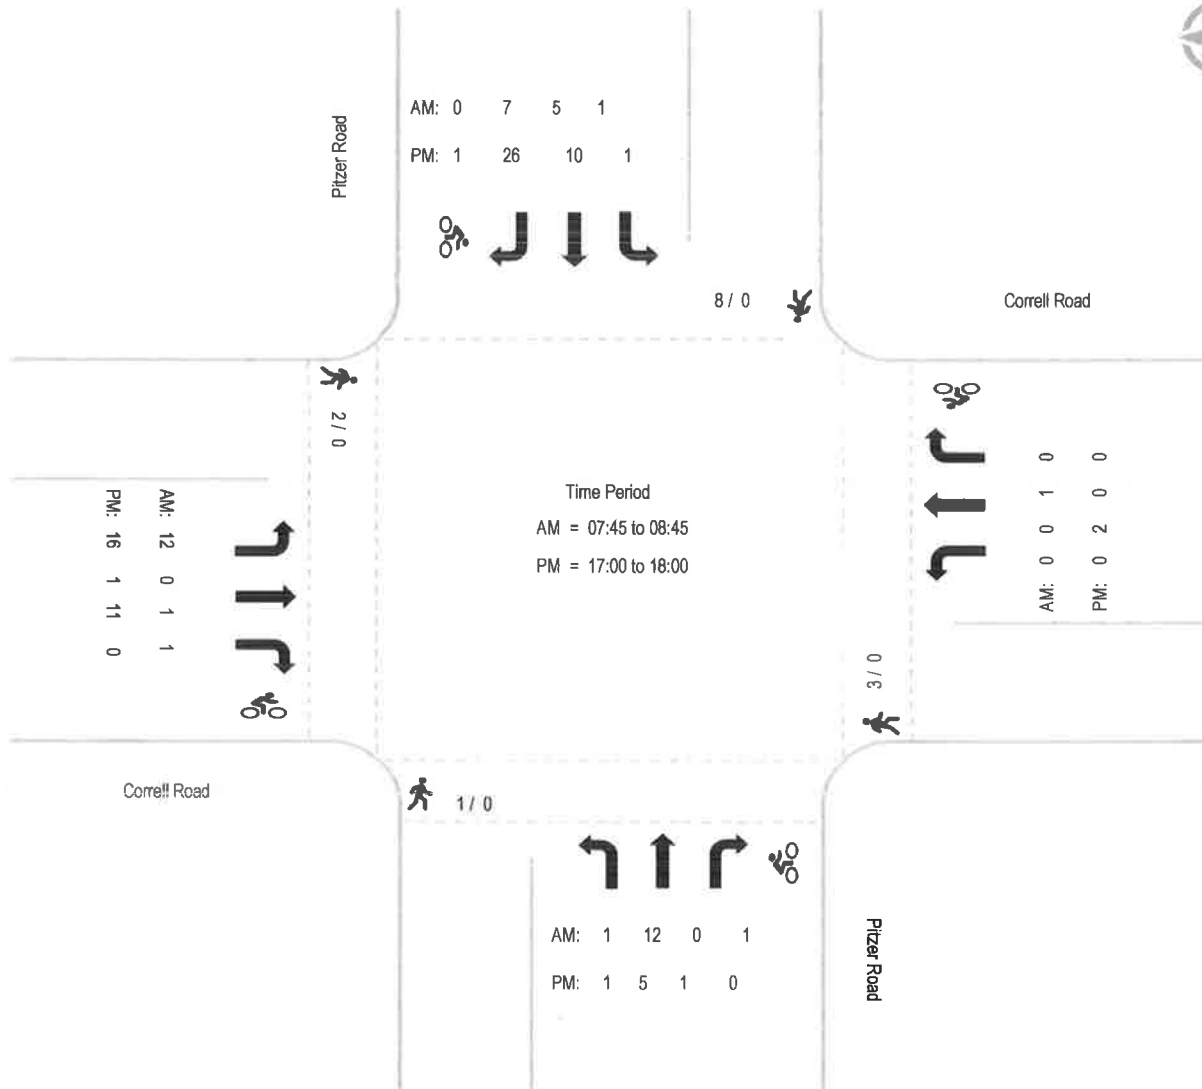 AM: 0 7 5 1
PM: 1 26 10 1
Pitzer Road
8 / 0
Correll Road
2 / 0
Time Period
AM = 07:45 to 08:45
PM = 17:00 to 18:00
AM: 12 0 1 1
PM: 16 1 11 0
AM: 0 0 1 0
PM: 0 2 0 0
3 / 0
Correll Road
1 / 0
AM: 1 12 0 1
PM: 1 5 1 0
Pitzer Road